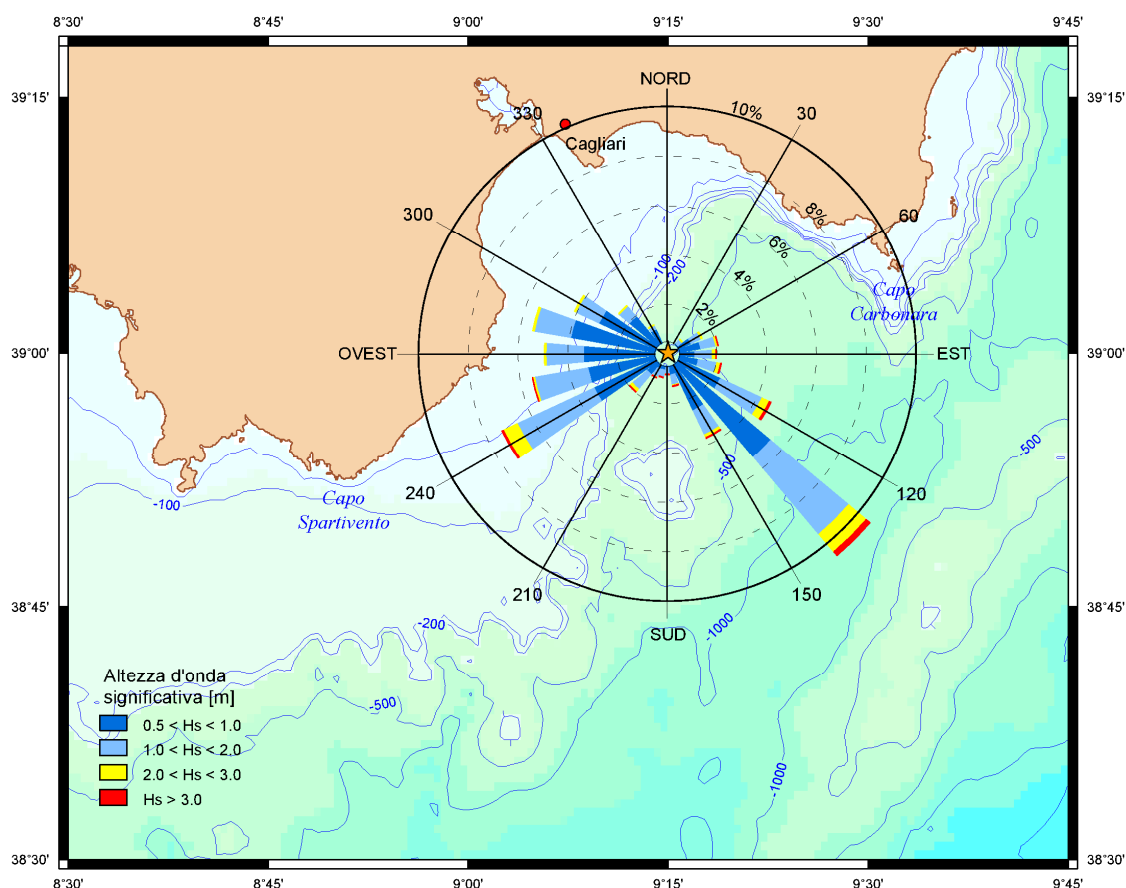 8°30'
8°45'
9°00'
9°15'
9°30'
9°45'
39°15'
39°15'
NORD
10%
330
30
Cagliari
300
8%
60
6%
-100
-200
4%
Capo
Carbonara
2%
39°00'
OVEST
EST
39°00'
-500
-500
240
120
-100
Capo
Spartivento
210
150
38°45'
38°45'
-200
SUD
-1000
Altezza d'onda
significativa [m]
-500
0.5 < Hs < 1.0
1.0 < Hs < 2.0
2.0 < Hs < 3.0
Hs > 3.0
-1000
38°30'
38°30'
8°30'
8°45'
9°00'
9°15'
9°30'
9°45'